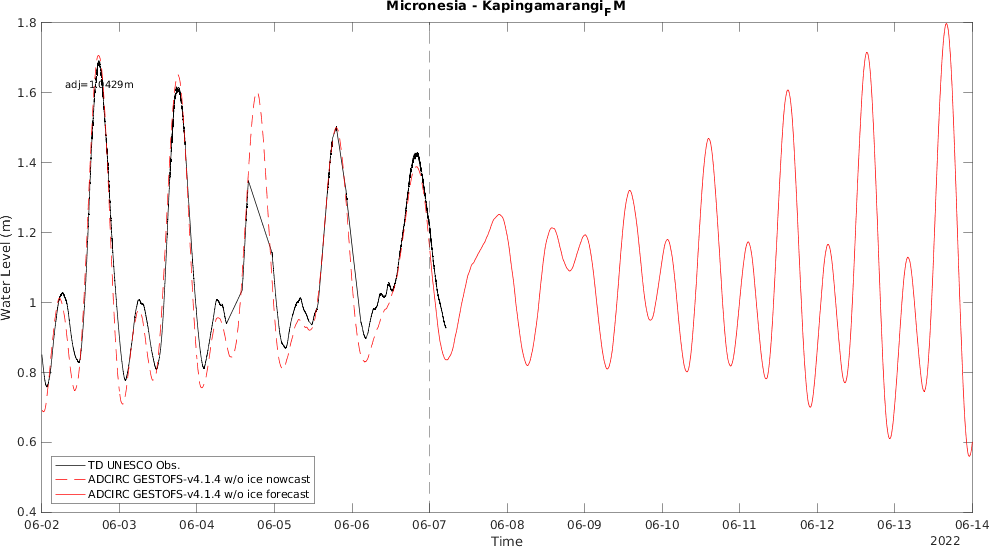 Micronesia - KapingamarangiFM
1.8
1.6
1.4
1.2
1
0.8
0.6
0.4
Water Level (m)
adj=1.0429m
TD UNESCO Obs.
ADCIRC GESTOFS-v4.1.4 w/o ice nowcast
ADCIRC GESTOFS-v4.1.4 w/o ice forecast
06-02 06-03 06-04 06-05 06-06 06-07 06-08 06-09 06-10 06-11 06-12 06-13 06-14
Time
2022